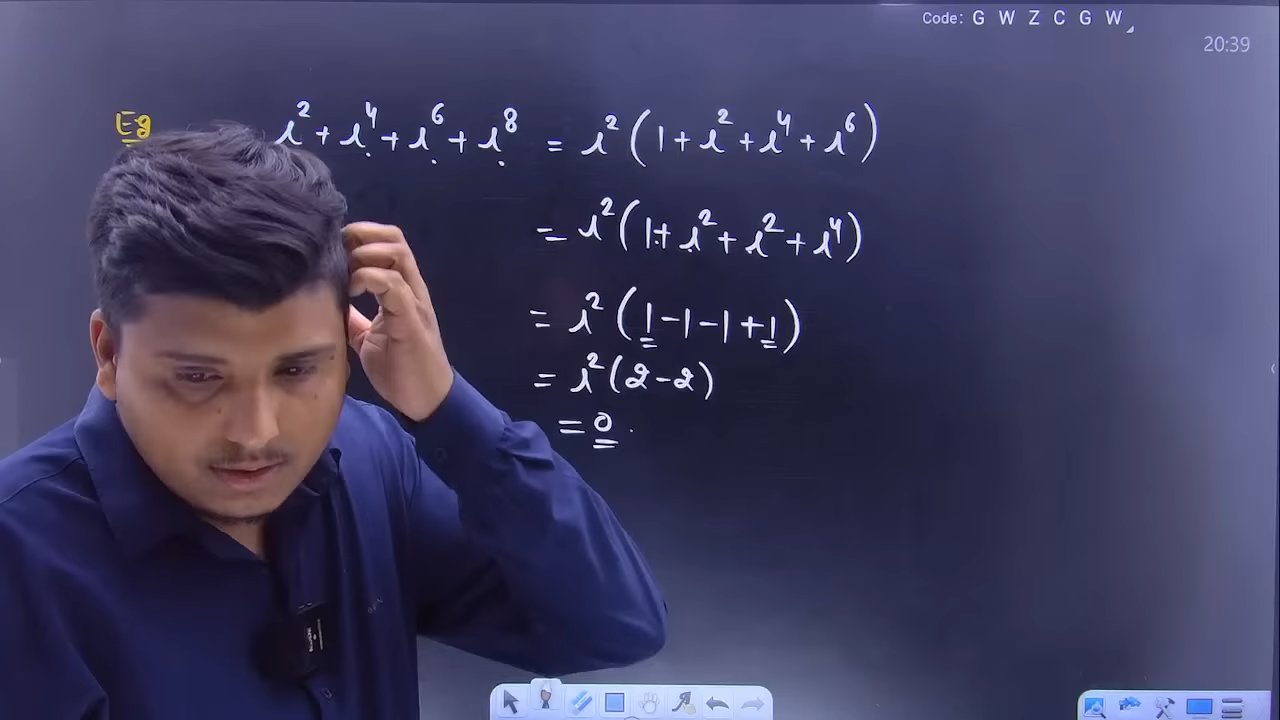 Code: G W Z C G W
20:39
Eg i² + i⁴ + i⁶ + i⁸ = i² (1 + i² + i⁴ + i⁶)
= i² (1 + i² + i² + i⁴)
= i² (1 - 1 - 1 + 1)
= i² (2 - 2)
= 0